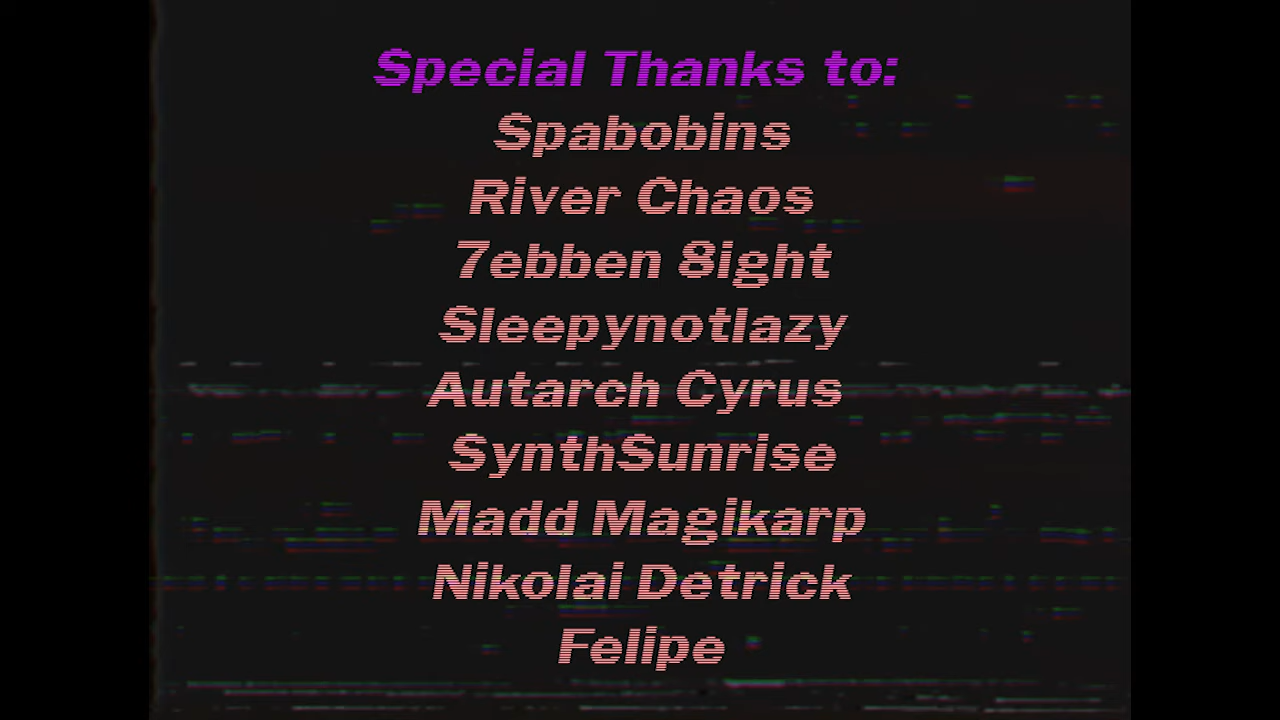 Special Thanks to:
Spabobins
River Chaos
7ebben 8ight
Sleepynotlazy
Autarch Cyrus
SynthSunrise
Madd Magikarp
Nikolai Detrick
Felipe